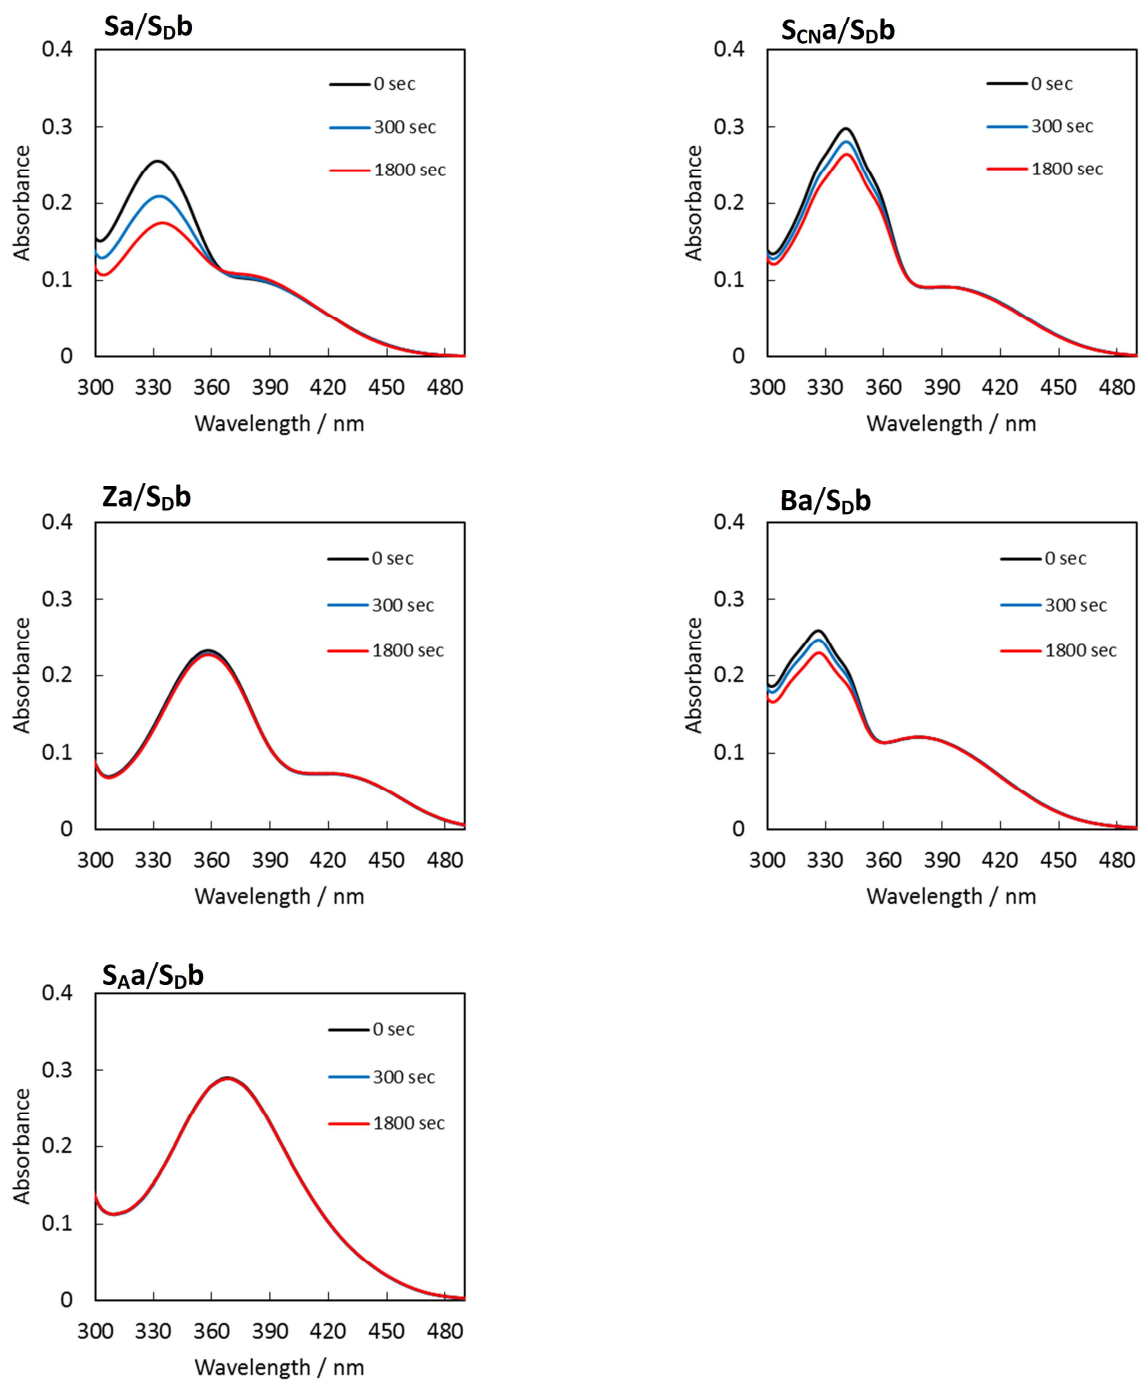 Sa/SDb
0.4
0.3
0.2
0.1
0
Absorbance
0 sec
300 sec
1800 sec
300 330 360 390 420 450 480
Wavelength / nm
SCNa/SDb
0.4
0.3
0.2
0.1
0
Absorbance
0 sec
300 sec
1800 sec
300 330 360 390 420 450 480
Wavelength / nm
Za/SDb
0.4
0.3
0.2
0.1
0
Absorbance
0 sec
300 sec
1800 sec
300 330 360 390 420 450 480
Wavelength / nm
Ba/SDb
0.4
0.3
0.2
0.1
0
Absorbance
0 sec
300 sec
1800 sec
300 330 360 390 420 450 480
Wavelength / nm
SAa/SDb
0.4
0.3
0.2
0.1
0
Absorbance
0 sec
300 sec
1800 sec
300 330 360 390 420 450 480
Wavelength / nm